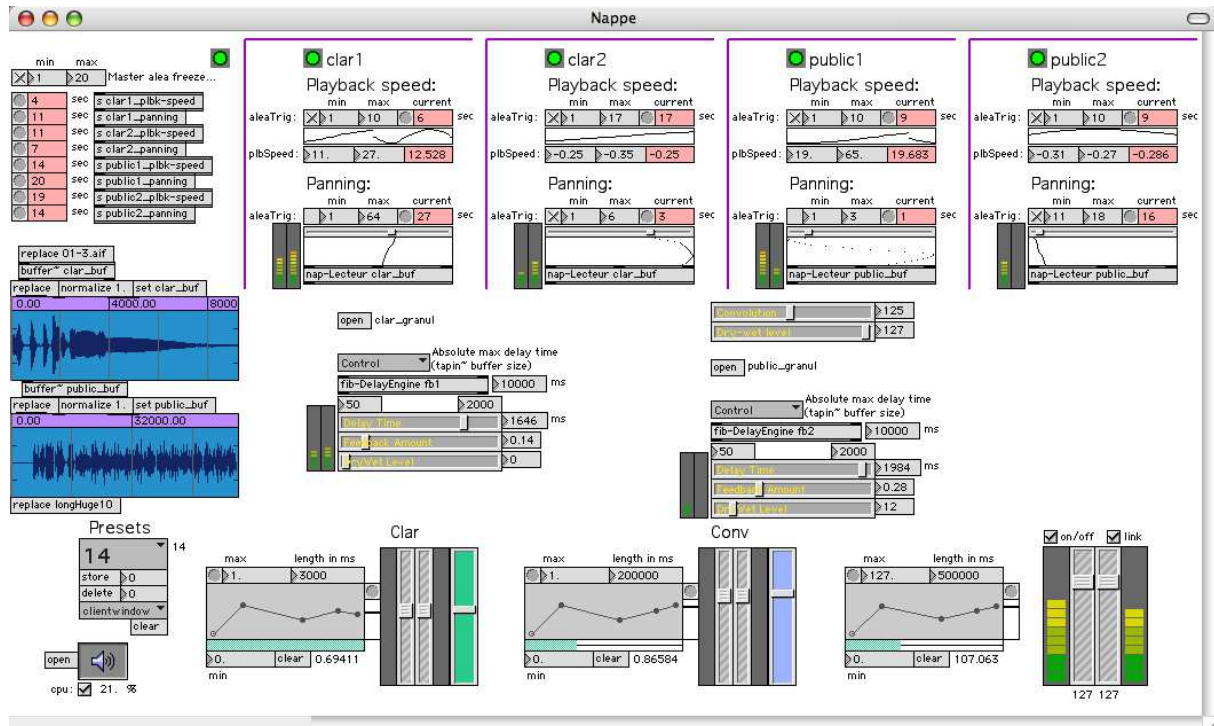 Nappe
min max
1 20 Master alea freeze...
4 sec s clar1_plbk-speed
11 sec s clar1_panning
11 sec s clar2_plbk-speed
7 sec s clar2_panning
14 sec s public1_plbk-speed
20 sec s public1_panning
19 sec s public2_plbk-speed
14 sec s public2_panning
replace 01-3.aif
buffer~ clar_buf
replace normalize 1. set clar_buf
0.00 4000.00 8000
buffer~ public_buf
replace normalize 1. set public_buf
0.00 32000.00
replace longHuge10
clar1
Playback speed:
min max current
aleaTrig: 1 10 6 sec
plbSpeed: 11. 27. 12.528
Panning:
min max current
aleaTrig: 1 64 27 sec
nap-Lecteur clar_buf
clar2
Playback speed:
min max current
aleaTrig: 1 17 17 sec
plbSpeed: -0.25 -0.35 -0.25
Panning:
min max current
aleaTrig: 1 6 3 sec
nap-Lecteur clar_buf
public1
Playback speed:
min max current
aleaTrig: 1 10 9 sec
plbSpeed: 19. 65. 19.683
Panning:
min max current
aleaTrig: 1 3 1 sec
nap-Lecteur public_buf
public2
Playback speed:
min max current
aleaTrig: 1 10 9 sec
plbSpeed: -0.31 -0.27 -0.286
Panning:
min max current
aleaTrig: 11 18 16 sec
nap-Lecteur public_buf
open clar_granul
Control Absolute max delay time
(tapin~ buffer size)
fib-DelayEngine fb1 10000 ms
50 2000
Delay Time 1646 ms
Feedback Amount 0.14
Dry/Wet Level 0
Convolution 125
Dry-wet level 127
open public_granul
Control Absolute max delay time
(tapin~ buffer size)
fib-DelayEngine fb2 10000 ms
50 2000
Delay Time 1984 ms
Feedback Amount 0.28
Dry/Wet Level 12
Presets
14 14
store 0
delete 0
clientwindow
clear
open
cpu: 21. %
Clar
max length in ms
1. 3000
0. clear 0.69411
min
Conv
max length in ms
1. 200000
0. clear 0.86584
min
max length in ms
127. 500000
0. clear 107.063
min
on/off link
127 127